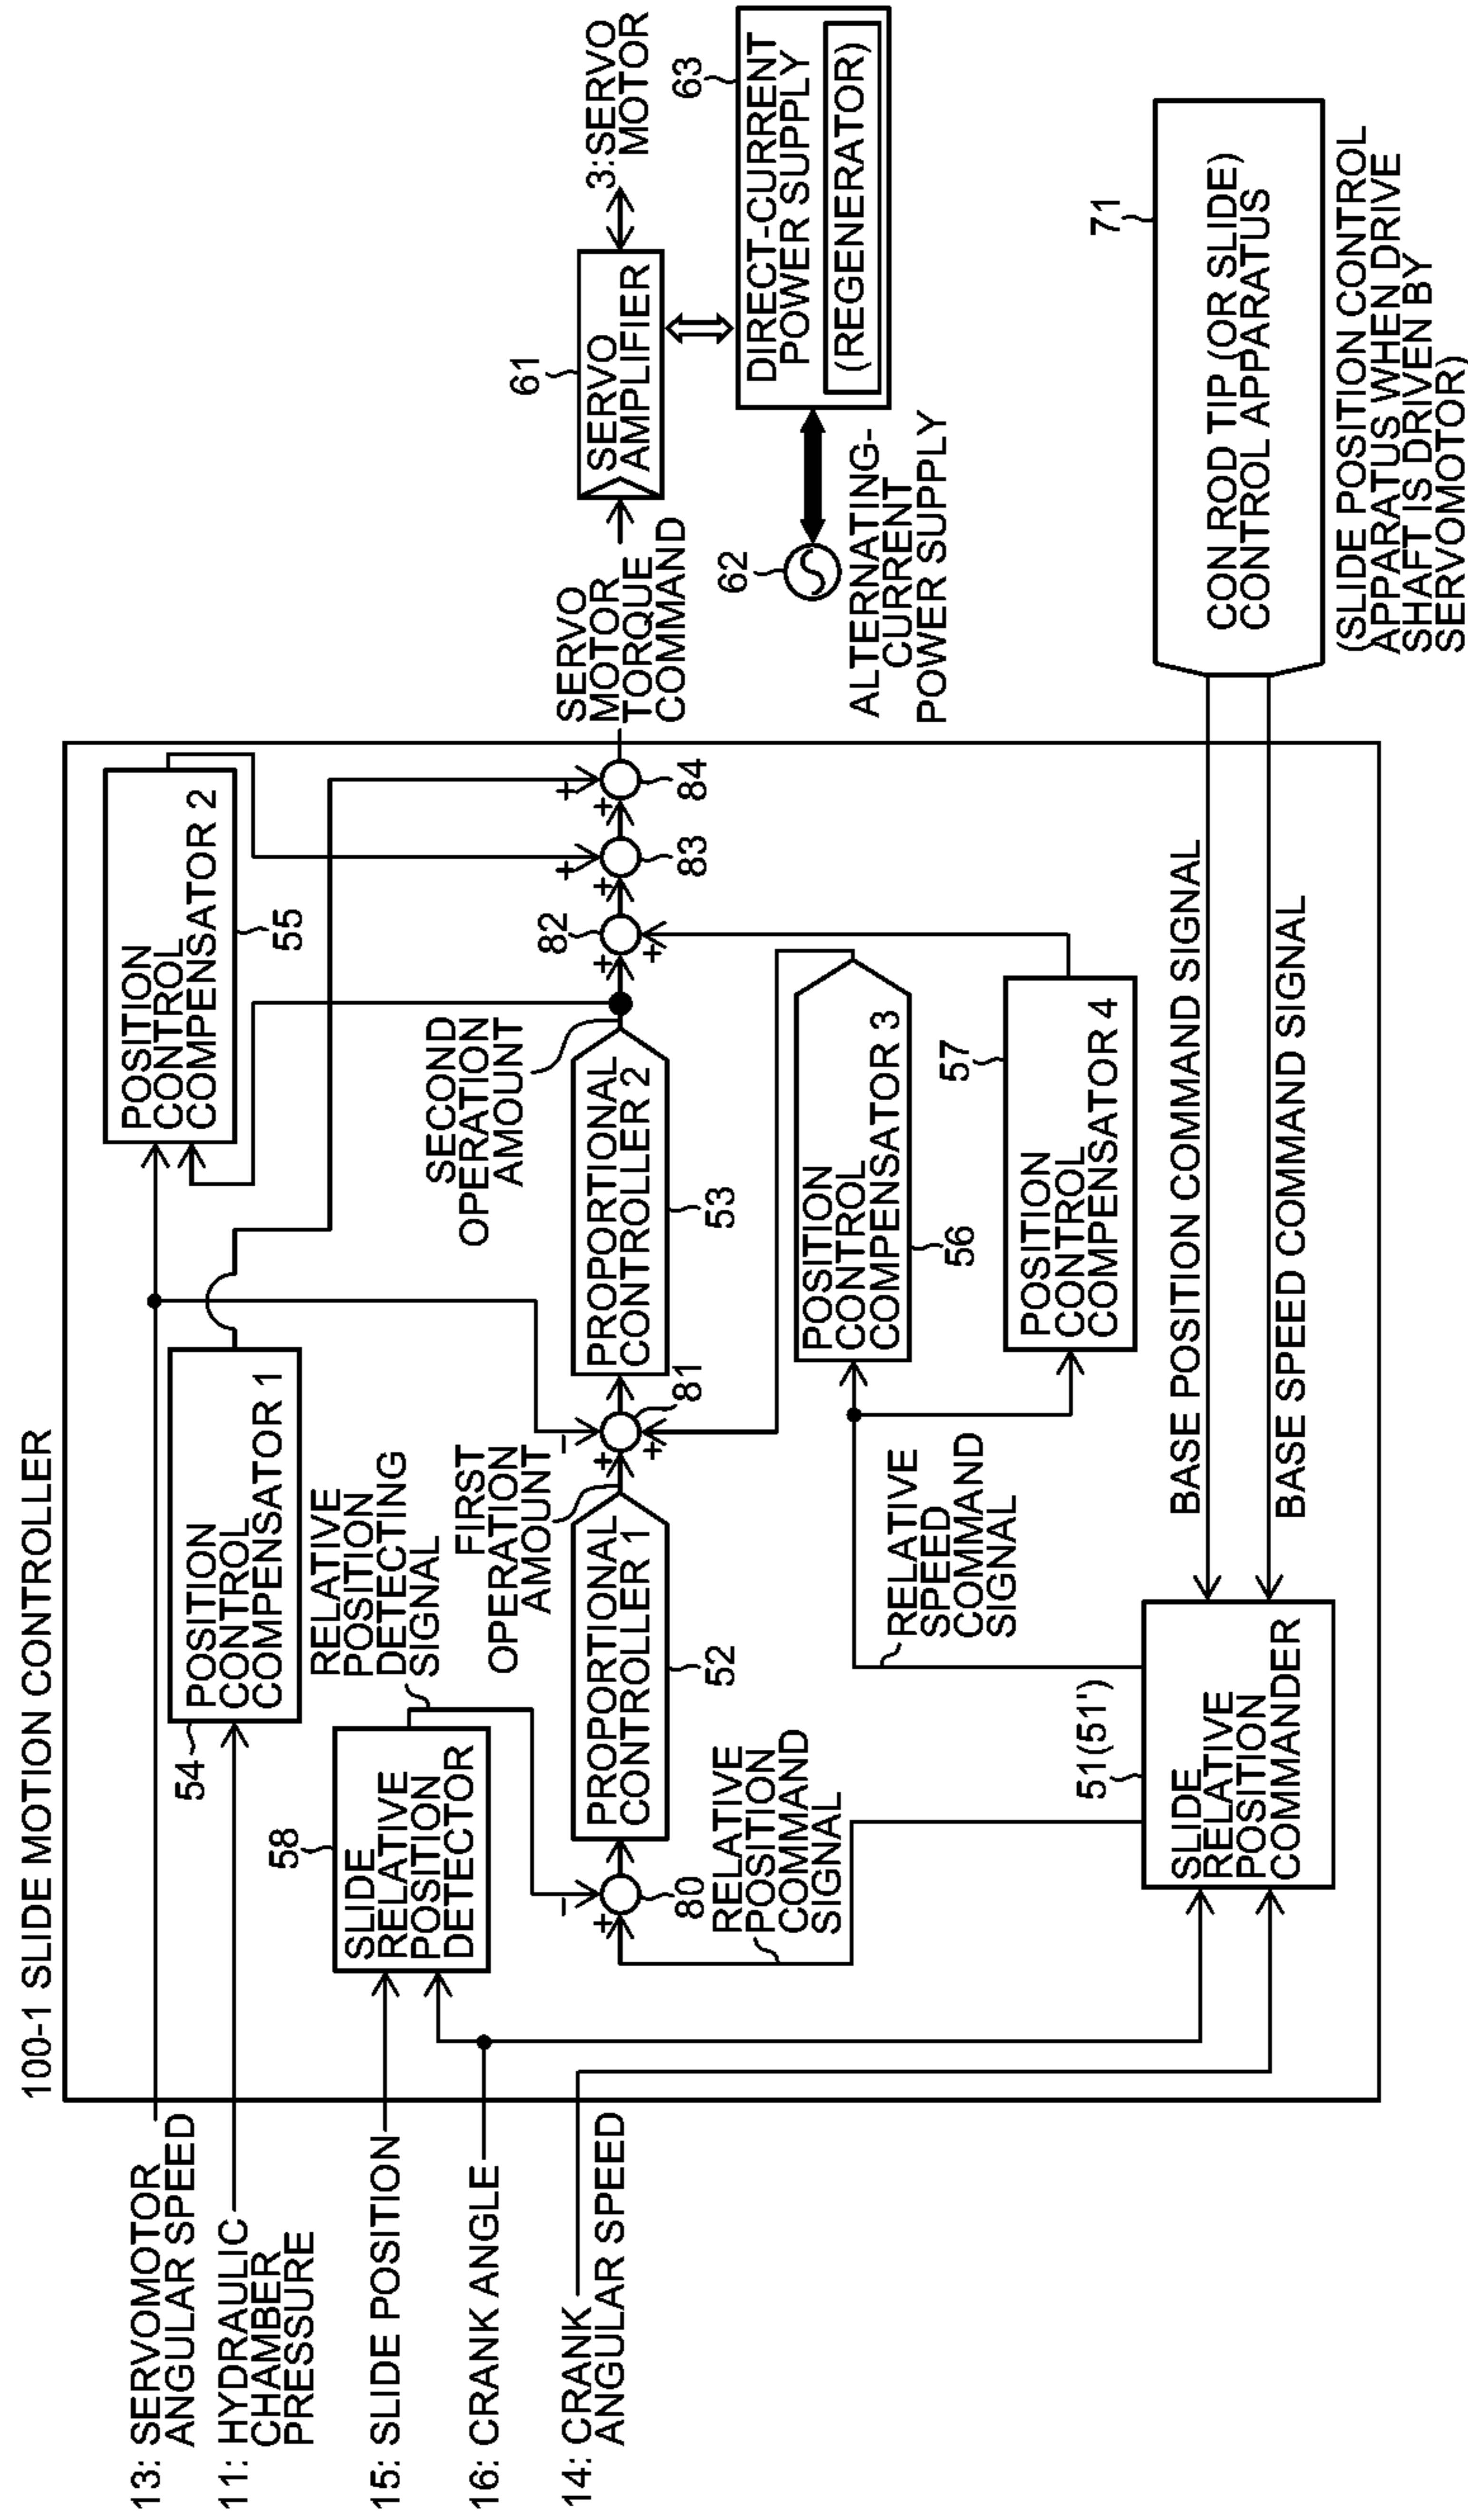 100-1 SLIDE MOTION CONTROLLER
13: SERVOMOTOR
ANGULAR SPEED
11: HYDRAULIC
CHAMBER
PRESSURE
15: SLIDE POSITION
16: CRANK ANGLE
14: CRANK
ANGULAR SPEED
54
POSITION
CONTROL
COMPENSATOR 1
POSITION
CONTROL
COMPENSATOR 2
55
58
SLIDE
RELATIVE
POSITION
DETECTOR
RELATIVE
POSITION
DETECTING
SIGNAL
FIRST
OPERATION
AMOUNT
SECOND
OPERATION
AMOUNT
−
+
80
PROPORTIONAL
CONTROLLER 1
52
−
+
+
81
PROPORTIONAL
CONTROLLER 2
53
82
+
+
+
+
83
+
+
84
SERVO
MOTOR
TORQUE
COMMAND
61
SERVO
AMPLIFIER
3: SERVO
MOTOR
62
ALTERNATING-
CURRENT
POWER SUPPLY
63
DIRECT-CURRENT
POWER SUPPLY
(REGENERATOR)
RELATIVE
POSITION
COMMAND
SIGNAL
RELATIVE
SPEED
COMMAND
SIGNAL
POSITION
CONTROL
COMPENSATOR 3
56
57
POSITION
CONTROL
COMPENSATOR 4
51(51')
SLIDE
RELATIVE
POSITION
COMMANDER
BASE POSITION COMMAND SIGNAL
BASE SPEED COMMAND SIGNAL
71
CON ROD TIP (OR SLIDE)
CONTROL APPARATUS
(SLIDE POSITION CONTROL
APPARATUS WHEN DRIVE
SHAFT IS DRIVEN BY
SERVOMOTOR)